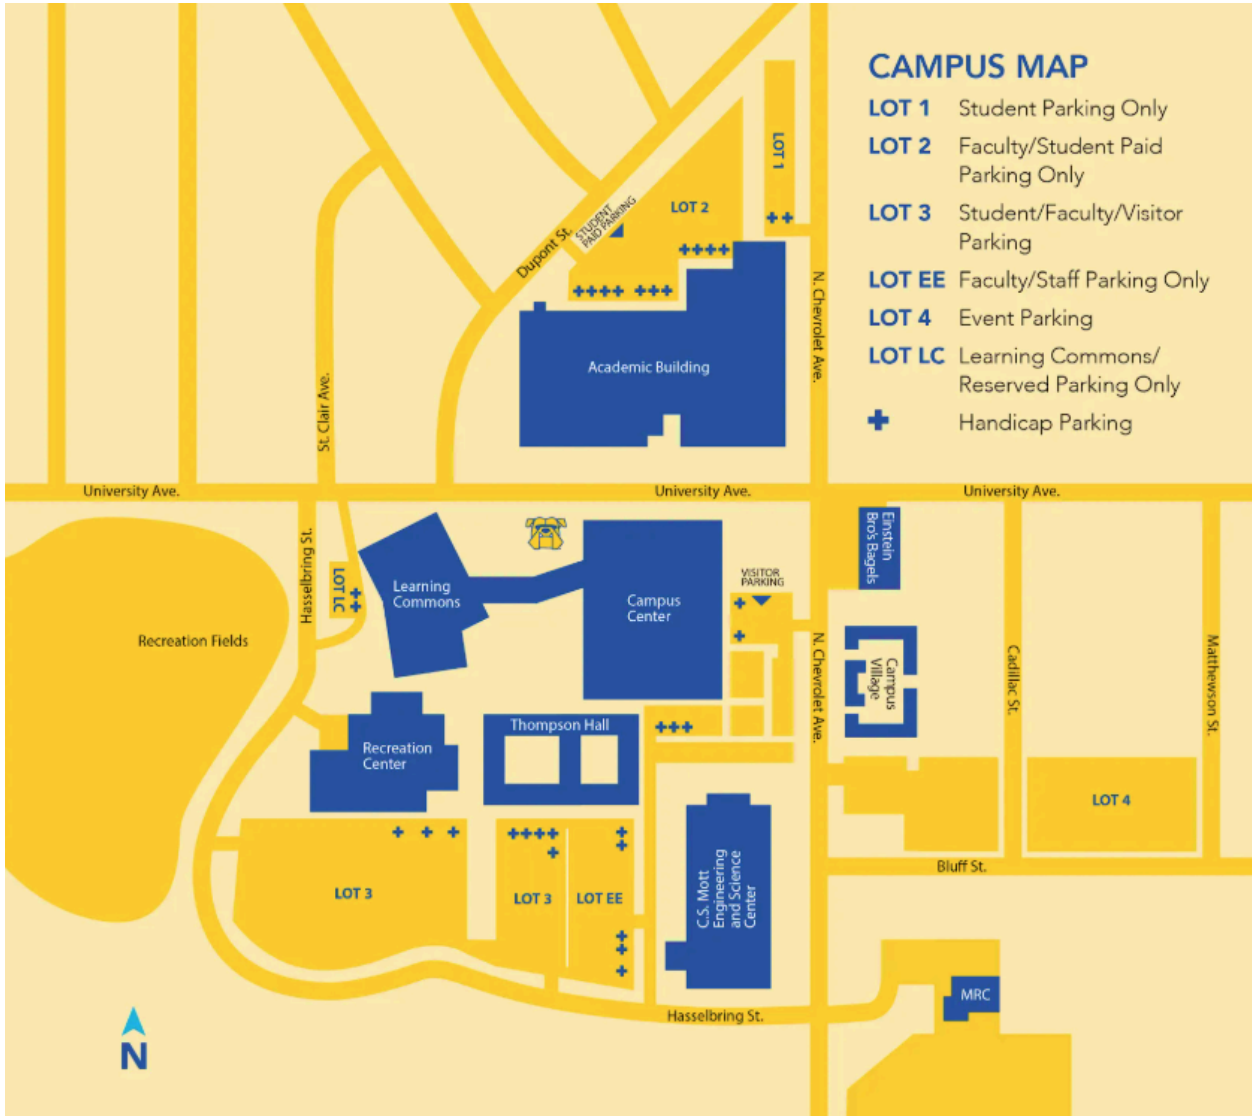 CAMPUS MAP
LOT 1 Student Parking Only
LOT 2 Faculty/Student Paid
Parking Only
LOT 3 Student/Faculty/Visitor
Parking
LOT EE Faculty/Staff Parking Only
LOT 4 Event Parking
LOT LC Learning Commons/
Reserved Parking Only
Handicap Parking
LOT 1
LOT 2
STUDENT
PAID PARKING
Dupont St.
N. Chevrolet Ave.
Academic Building
St. Clair Ave.
University Ave.
University Ave.
University Ave.
Hasselbring St.
LOT LC
Learning
Commons
Campus
Center
VISITOR
PARKING
Einstein
Bro's Bagels
Recreation Fields
N. Chevrolet Ave.
Campus
Village
Cadillac St.
Matthewson St.
Recreation
Center
Thompson Hall
LOT 4
Bluff St.
LOT 3
LOT 3
LOT EE
C.S. Mott
Engineering
and Science
Center
MRC
Hasselbring St.
N